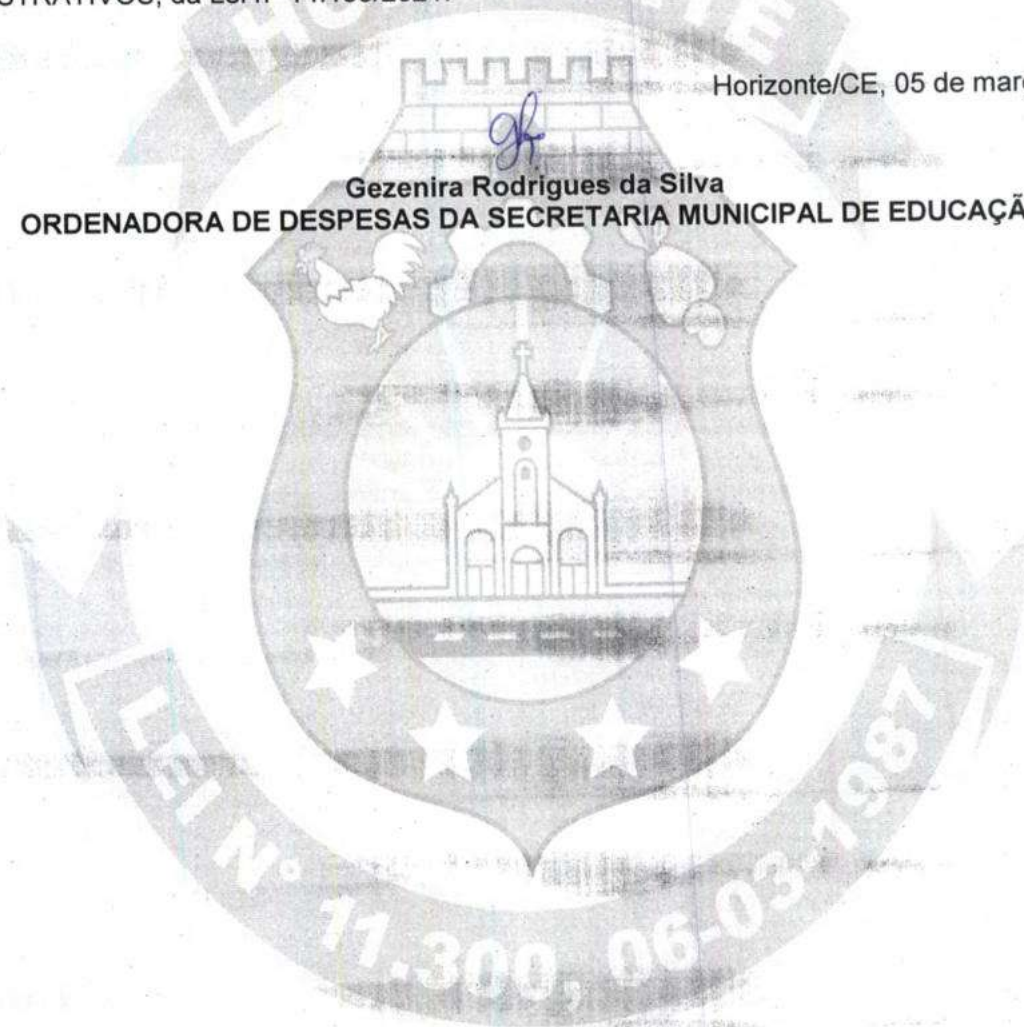 Horizonte/CE, 05 de mar
Gezenira Rodrigues da Silva
ORDENADORA DE DESPESAS DA SECRETARIA MUNICIPAL DE EDUCAÇÃ
LEI Nº 11.300, 06-03-1987